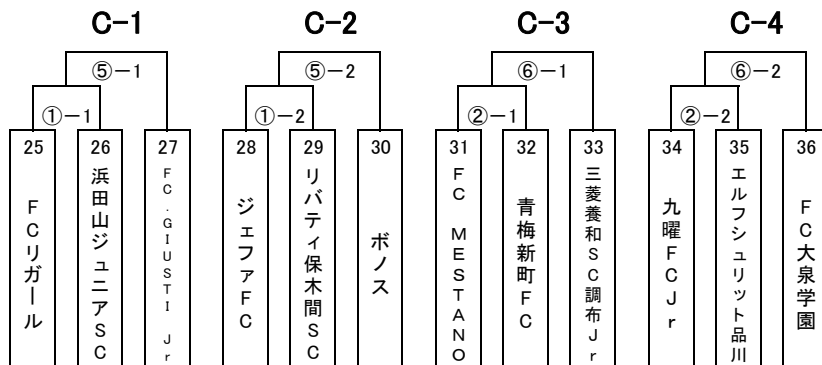 C-1 C-2 C-3 C-4
⑤-1 ⑤-2 ⑥-1 ⑥-2
①-1 ①-2 ②-1 ②-2
25 26 27 28 29 30 31 32 33 34 35 36
FCリガール
浜田山ジュニアSC
FC.GIUSTI Jr
ジェファFC
リバティ保木間SC
ボノス
FC MESTANO
青梅新町FC
三菱養和SC調布Jr
九曜FCJr
エルフシュリット品川
FC大泉学園